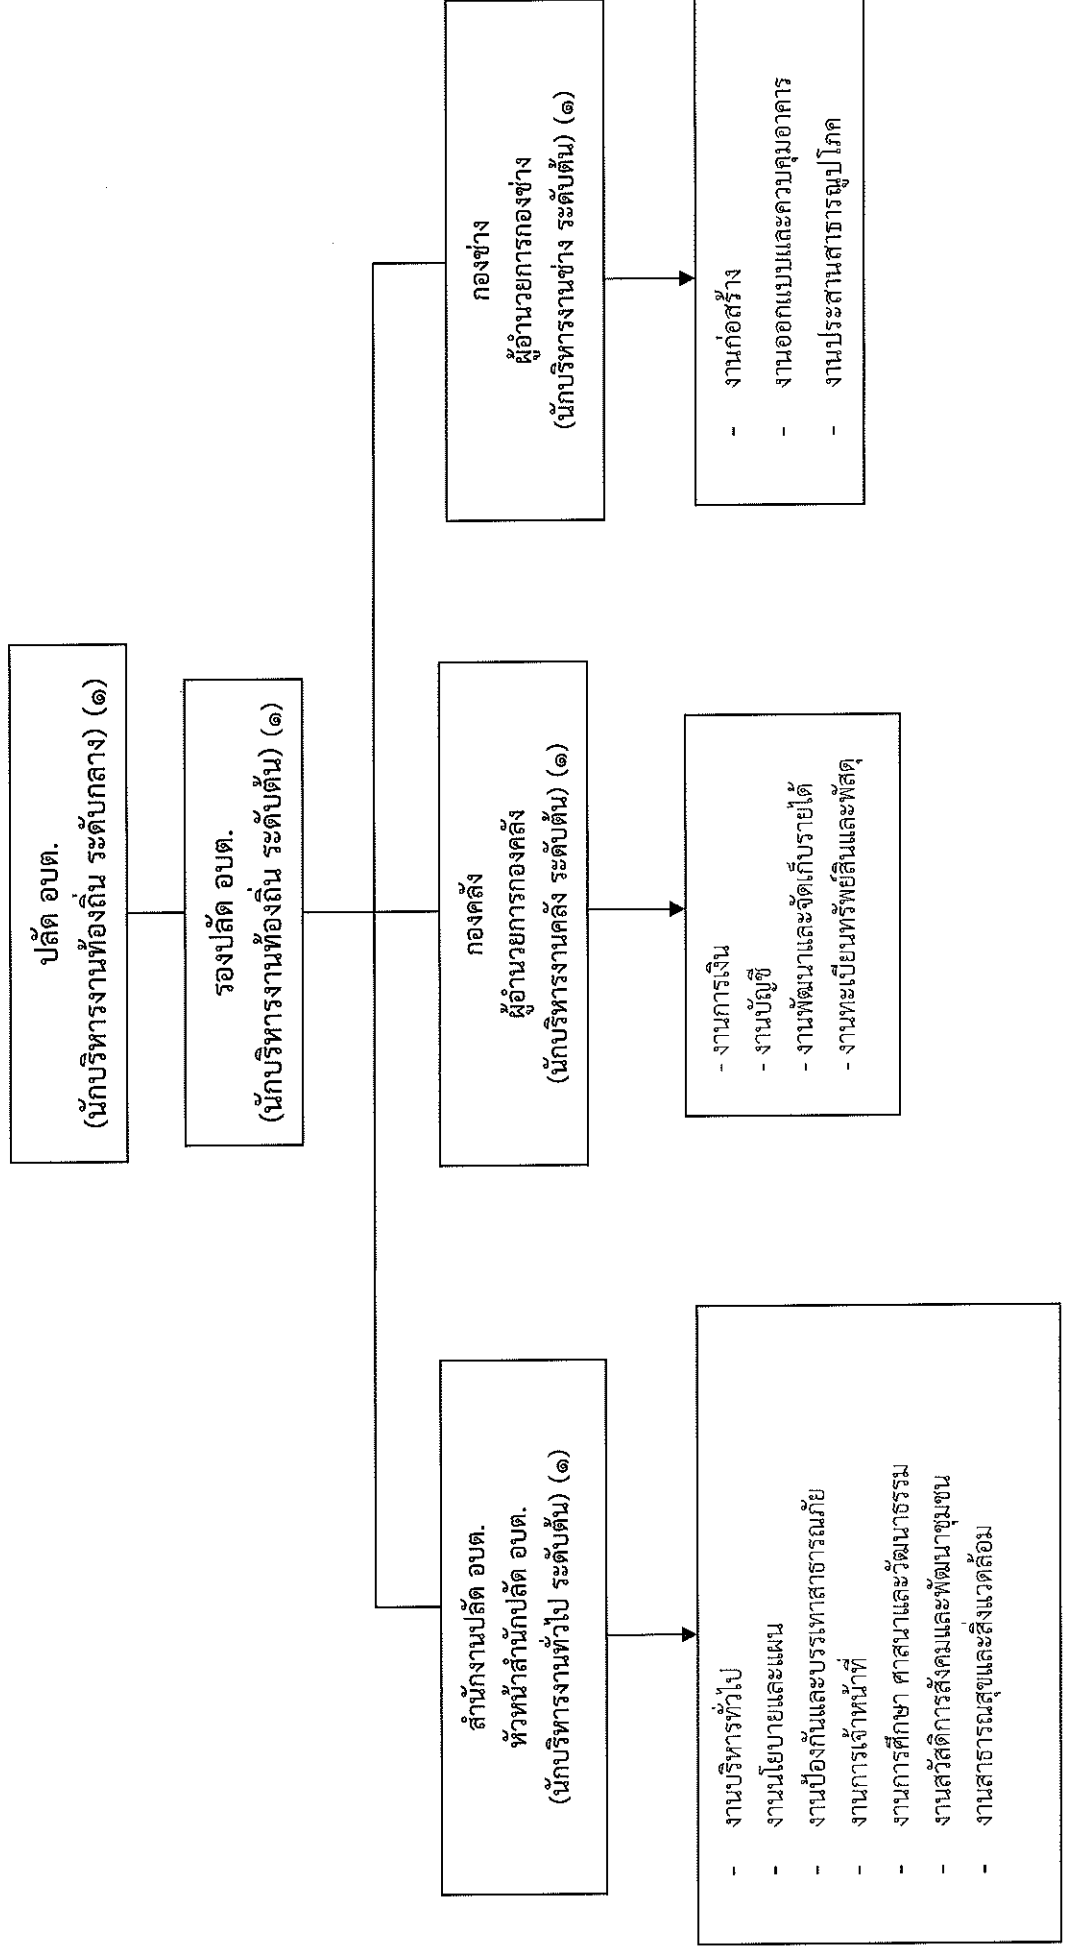 ปลัด อบต.
(นักบริหารงานท้องถิ่น ระดับกลาง) (๑)
รองปลัด อบต.
(นักบริหารงานท้องถิ่น ระดับต้น) (๑)
สำนักงานปลัด อบต.
หัวหน้าสำนักปลัด อบต.
(นักบริหารงานทั่วไป ระดับต้น) (๑)
- งานบริหารทั่วไป
- งานนโยบายและแผน
- งานป้องกันและบรรเทาสาธารณภัย
- งานการเจ้าหน้าที่
- งานการศึกษา ศาสนาและวัฒนาธรรม
- งานสวัสดิการสังคมและพัฒนาชุมชน
- งานสาธารณสุขและสิ่งแวดล้อม
กองคลัง
ผู้อำนวยการกองคลัง
(นักบริหารงานคลัง ระดับต้น) (๑)
- งานการเงิน
- งานบัญชี
- งานพัฒนาและจัดเก็บรายได้
- งานทะเบียนทรัพย์สินและพัสดุ
กองช่าง
ผู้อำนวยการกองช่าง
(นักบริหารงานช่าง ระดับต้น) (๑)
- งานก่อสร้าง
- งานออกแบบและควบคุมอาคาร
- งานประสานสาธารณูปโภค